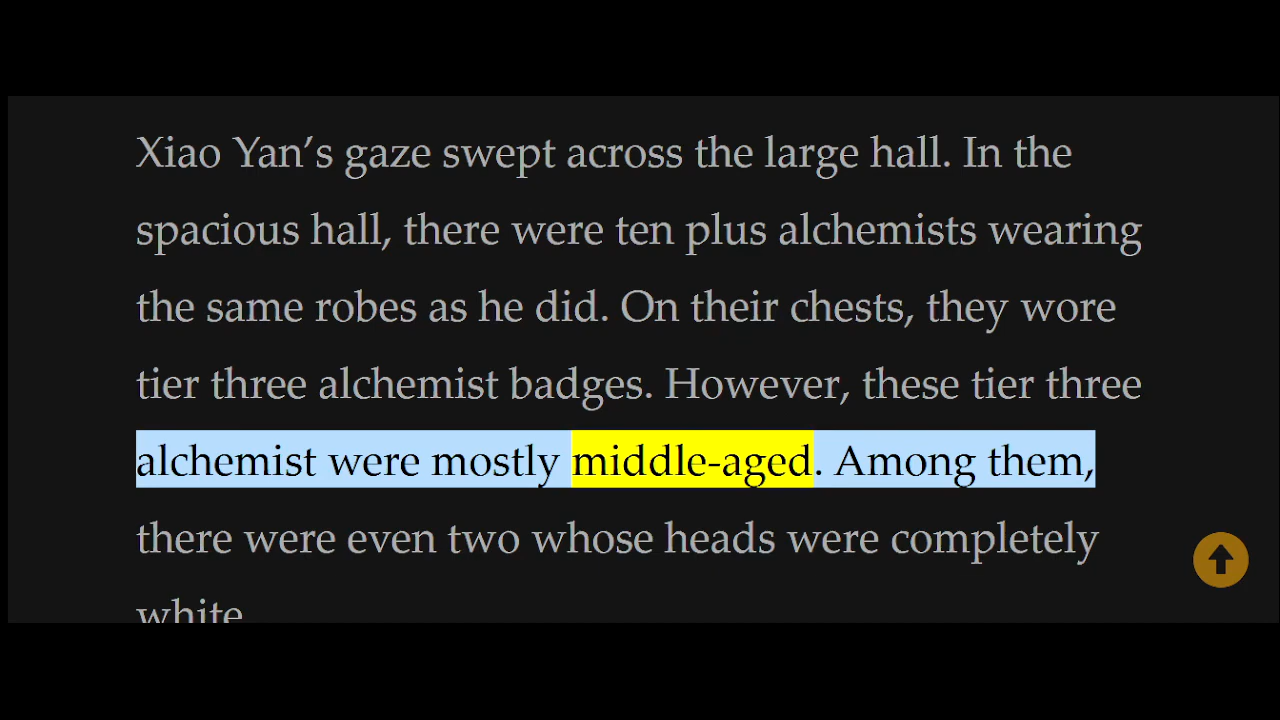 Xiao Yan’s gaze swept across the large hall. In the
spacious hall, there were ten plus alchemists wearing
the same robes as he did. On their chests, they wore
tier three alchemist badges. However, these tier three
alchemist were mostly middle-aged. Among them,
there were even two whose heads were completely
white